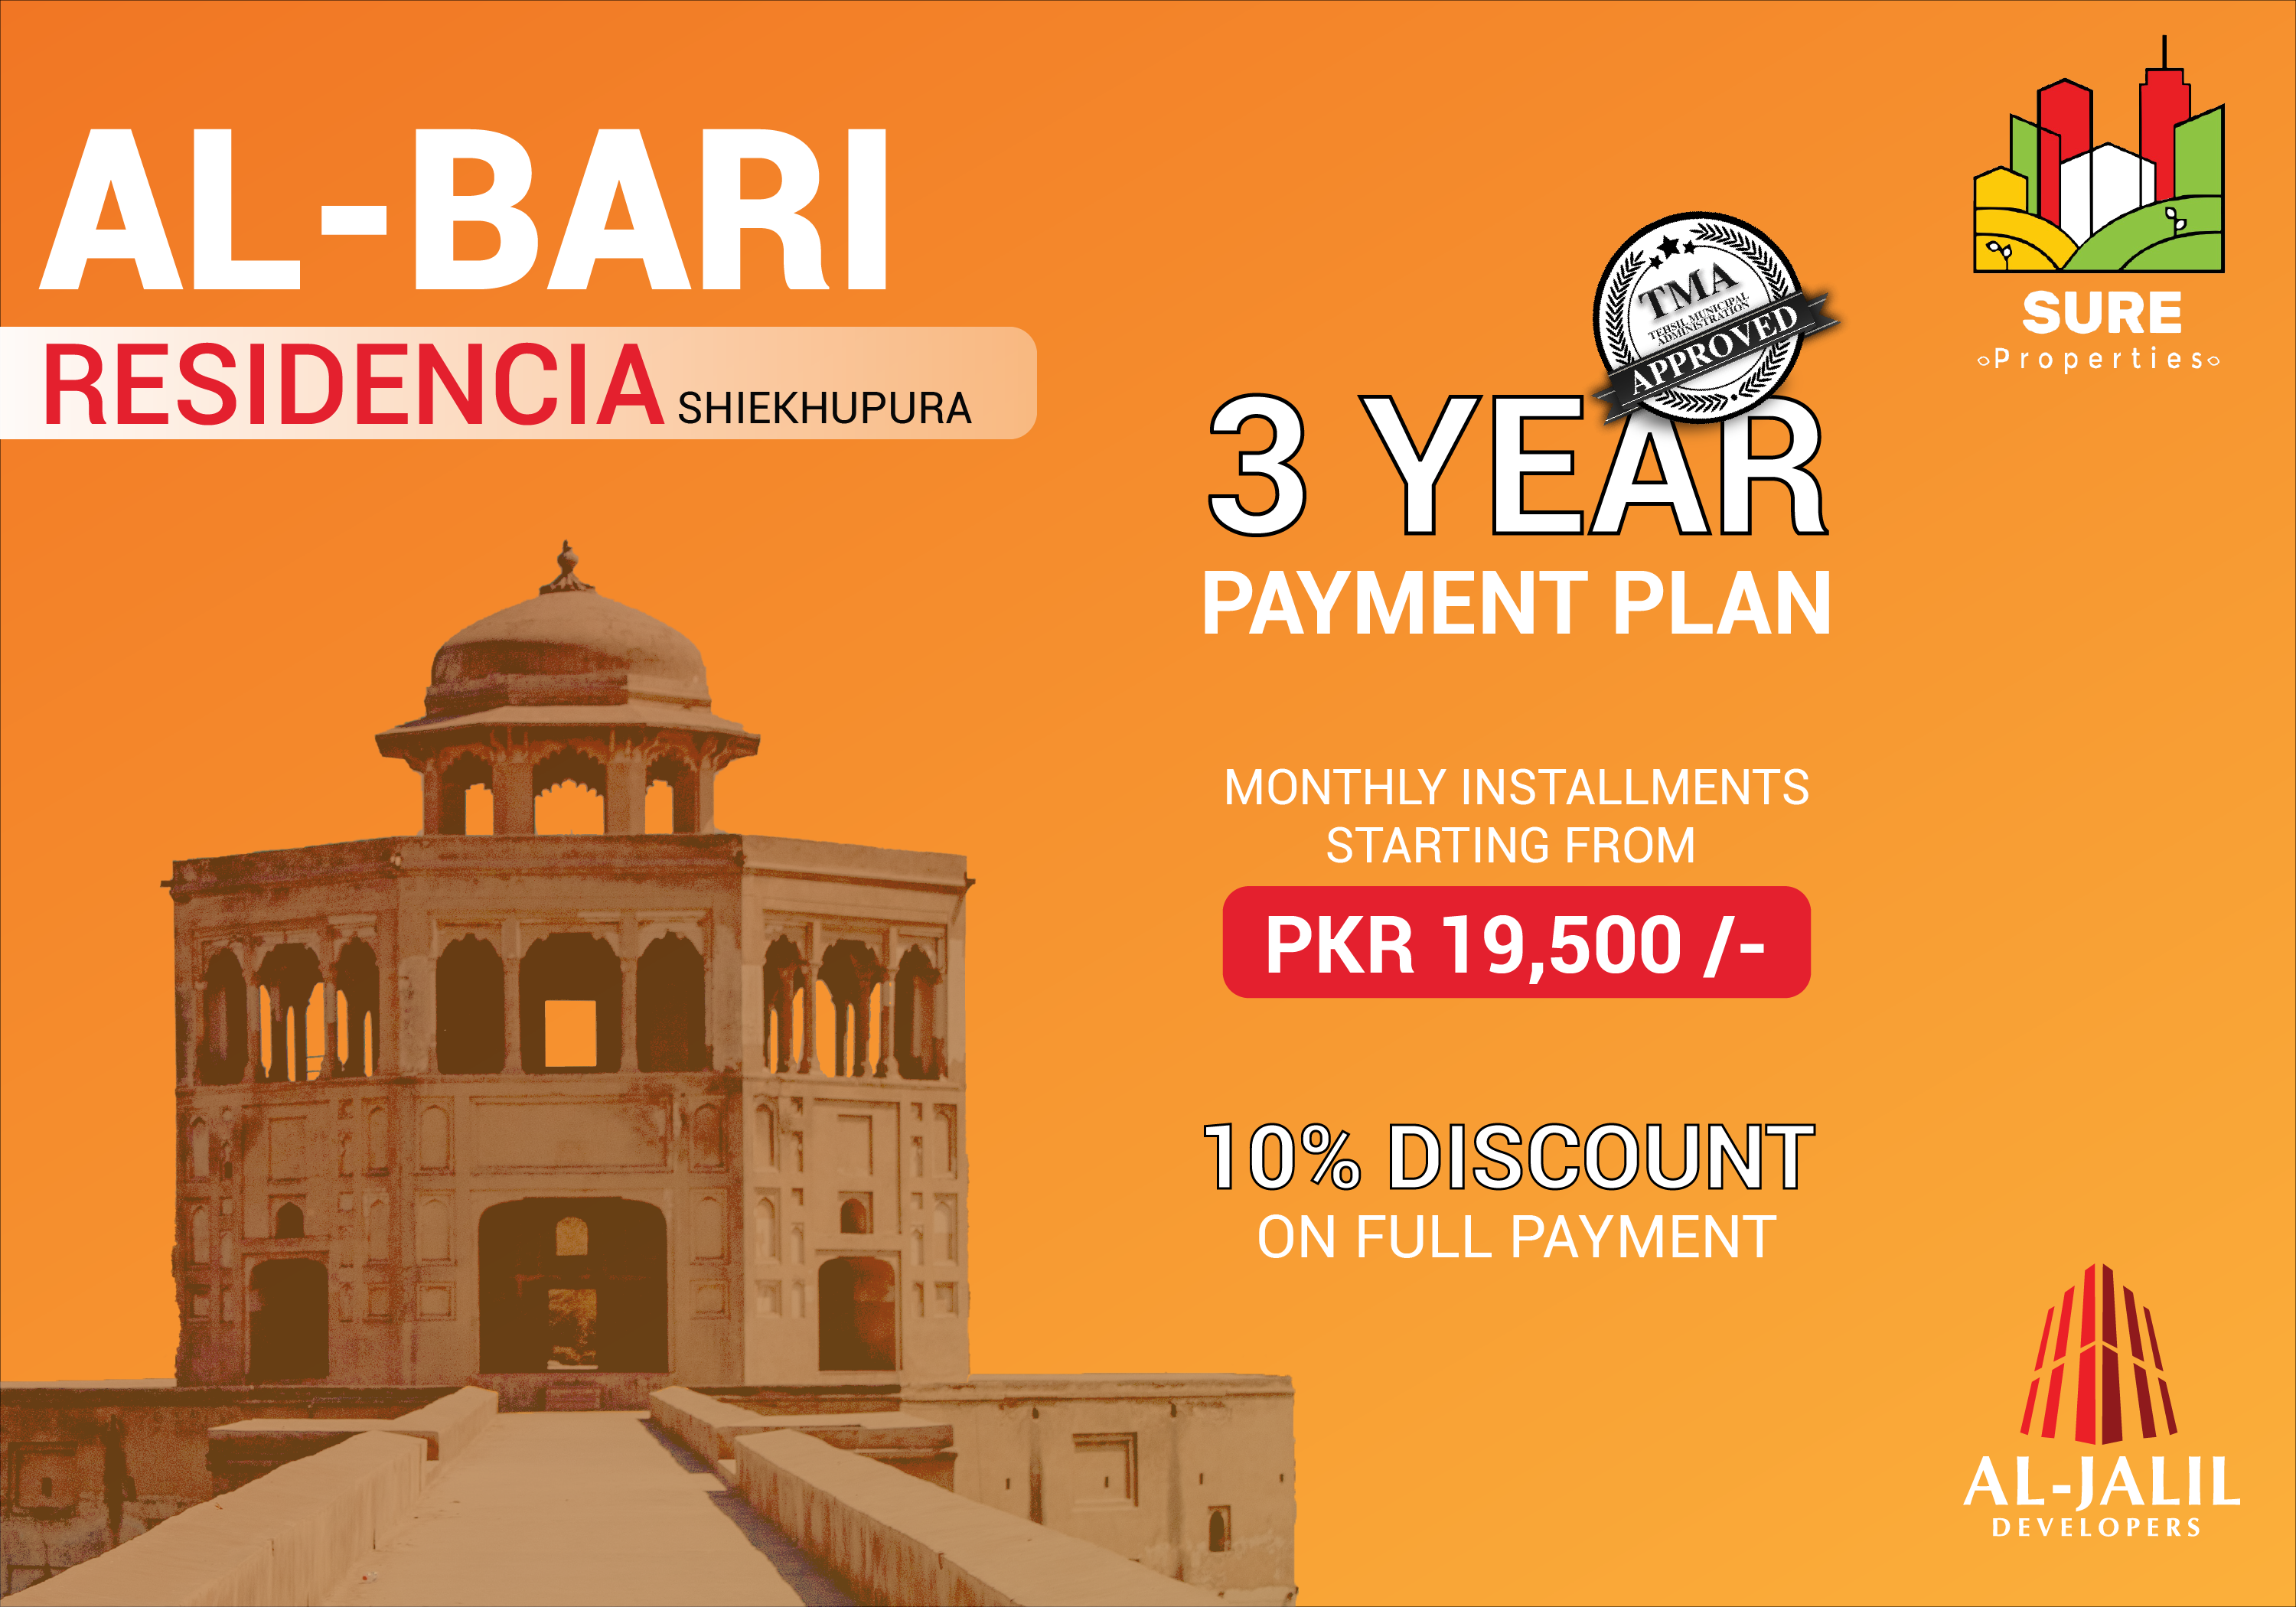 AL-BARI
RESIDENCIA SHIEKHUPURA
SURE
Properties
TMA
TEHSIL MUNICIPAL
ADMINISTRATION
APPROVED
3 YEAR
PAYMENT PLAN
MONTHLY INSTALLMENTS
STARTING FROM
PKR 19,500 /-
10% DISCOUNT
ON FULL PAYMENT
AL-JALIL
DEVELOPERS